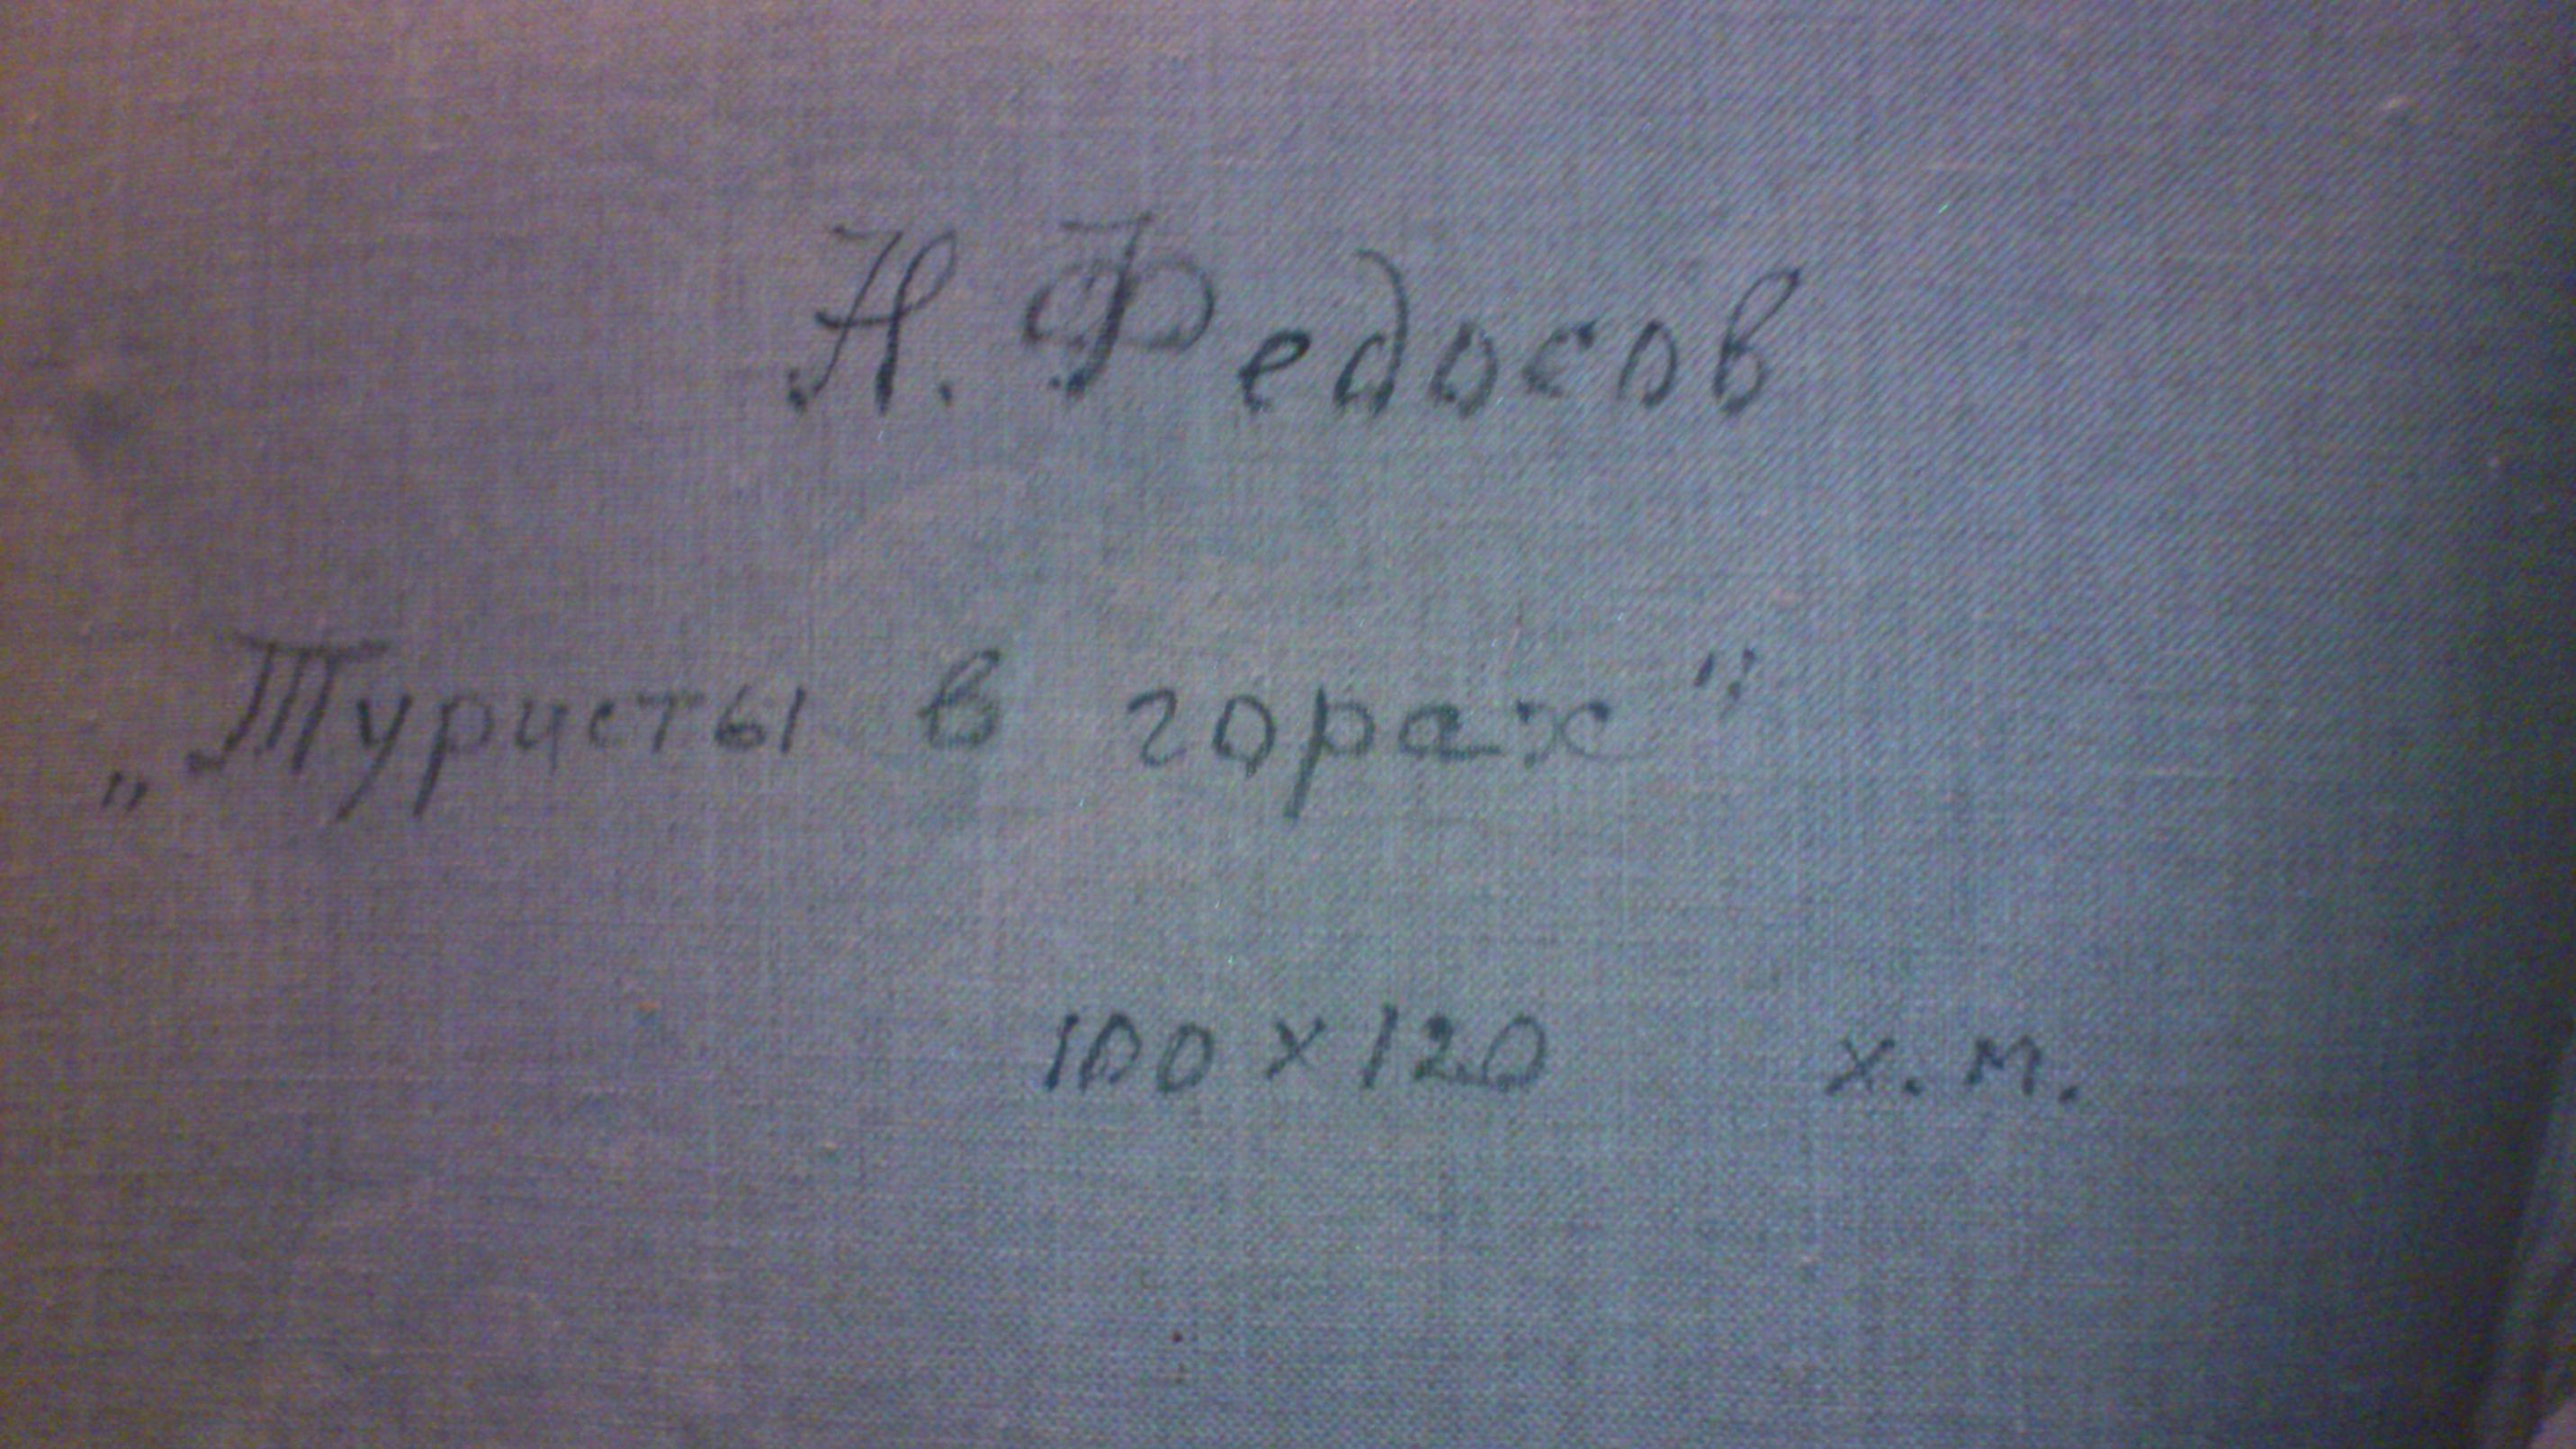 Н. Федосов
„Туристы в горах"
100 х 120 х. м.